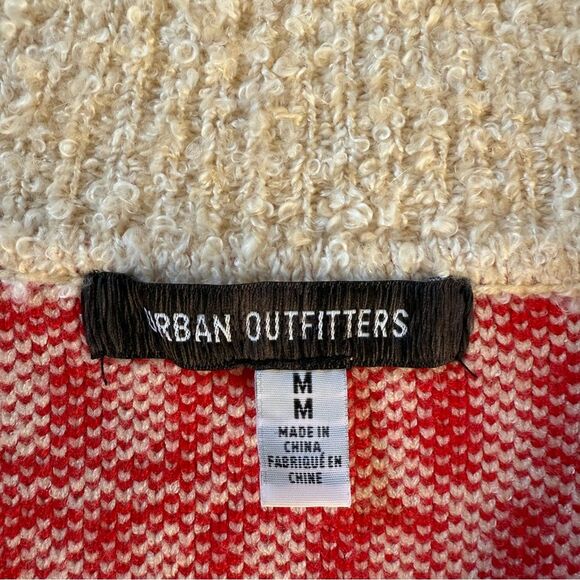 URBAN OUTFITTERS
M
M
MADE IN
CHINA
FABRIQUÉ EN
CHINE